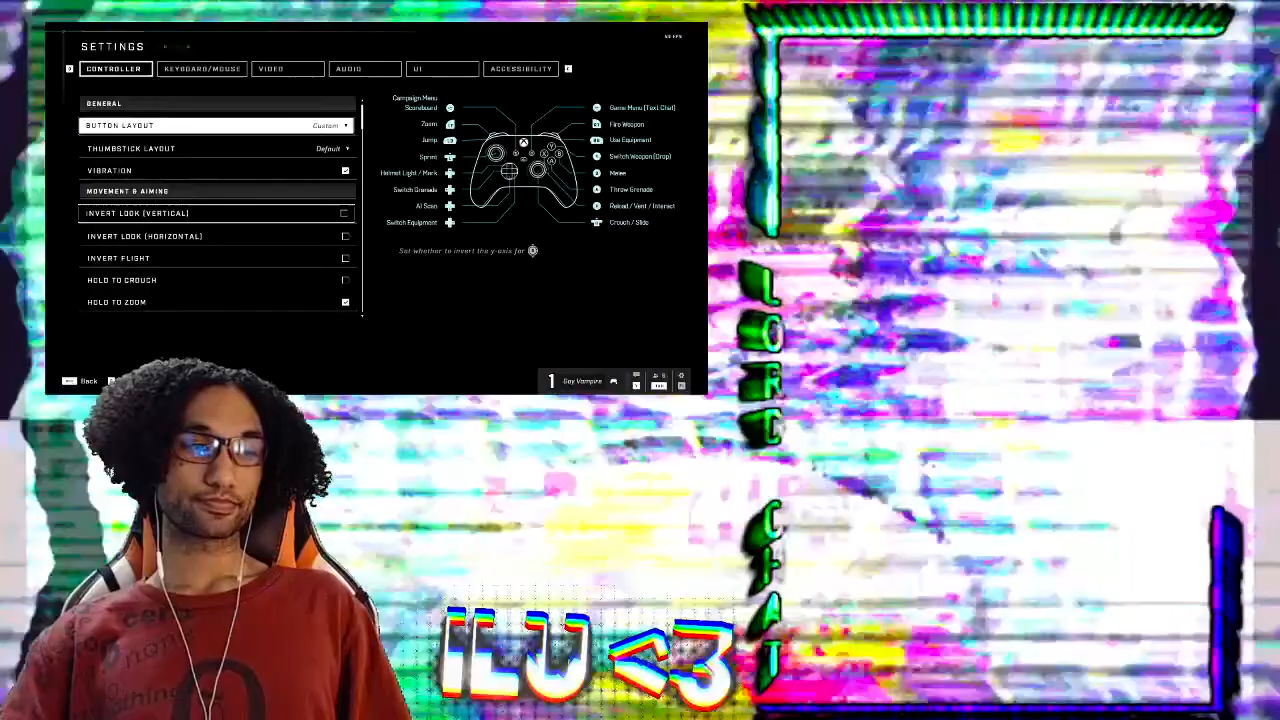 SETTINGS
CONTROLLER
KEYBOARD/MOUSE
VIDEO
AUDIO
UI
ACCESSIBILITY
GENERAL
BUTTON LAYOUT Custom
THUMBSTICK LAYOUT Default
VIBRATION
MOVEMENT & AIMING
INVERT LOOK (VERTICAL)
INVERT LOOK (HORIZONTAL)
INVERT FLIGHT
HOLD TO CROUCH
HOLD TO ZOOM
Campaign Menu
Scoreboard
Zoom
Jump
Sprint
Helmet Light / Mark
Switch Grenade
AI Scan
Switch Equipment
Game Menu (Text Chat)
Fire Weapon
Use Equipment
Switch Weapon (Drop)
Melee
Throw Grenade
Reload / Vent / Interact
Crouch / Slide
Set whether to invert the y-axis for
Back
1 Gay Vampire
LORC CHAT
ILU <3